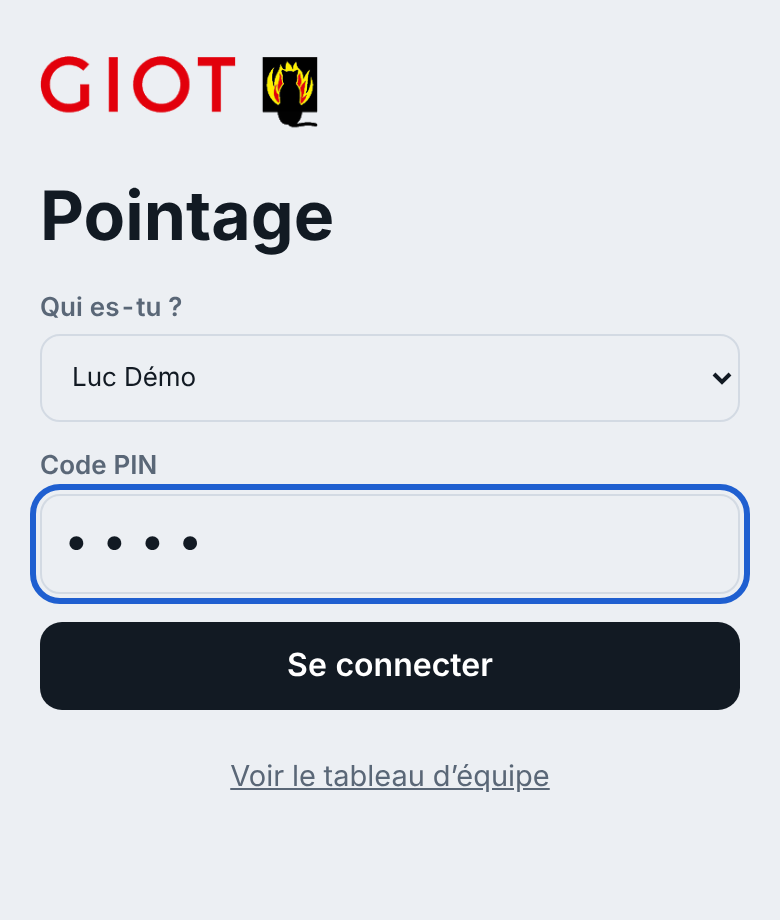 GIOT
Pointage
Qui es-tu ?
Luc Démo
Code PIN
Se connecter
Voir le tableau d’équipe